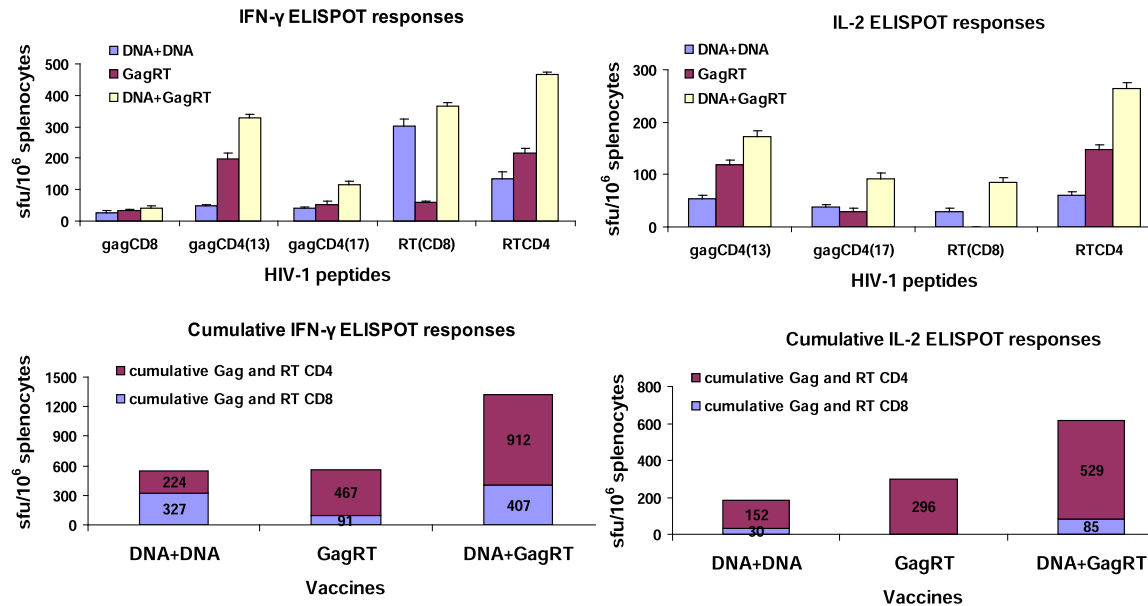 IFN-γ ELISPOT responses
DNA+DNA
GagRT
DNA+GagRT
sfu/10⁶ splenocytes
500
400
300
200
100
0
gagCD8 gagCD4(13) gagCD4(17) RT(CD8) RTCD4
HIV-1 peptides
IL-2 ELISPOT responses
DNA+DNA
GagRT
DNA+GagRT
sfu/10⁶ splenocytes
300
200
100
0
gagCD4(13) gagCD4(17) RT(CD8) RTCD4
HIV-1 peptides
Cumulative IFN-γ ELISPOT responses
cumulative Gag and RT CD4
cumulative Gag and RT CD8
sfu/10⁶ splenocytes
1500
1200
900
600
300
0
224
327
467
91
912
407
DNA+DNA GagRT DNA+GagRT
Vaccines
Cumulative IL-2 ELISPOT responses
cumulative Gag and RT CD4
cumulative Gag and RT CD8
sfu/10⁶ splenocytes
800
600
400
200
0
152
30
296
529
85
DNA+DNA GagRT DNA+GagRT
Vaccines